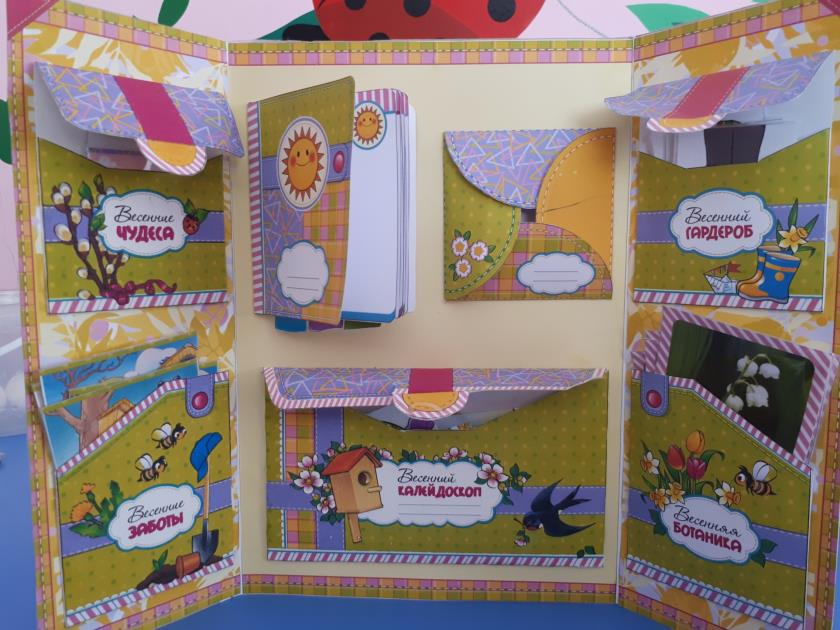 Весенние
ЧУДЕСА
Весенний
ГАРДЕРОБ
Весенние
ЗАБОТЫ
Весенний
КАЛЕЙДОСКОП
Весенняя
БОТАНИКА